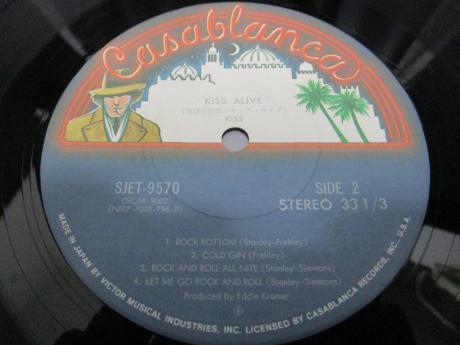 Casablanca
KISS ALIVE
KISS
SJET-9570
SIDE 2
(SCAB-9002)
STEREO 33 1/3
(NBLP-7020-798-D)
1. ROCK BOTTOM (Stanley-Frehley)
2. COLD GIN (Frehley)
3. ROCK AND ROLL ALL NITE (Stanley-Simmons)
4. LET ME GO ROCK AND ROLL (Stanley-Simmons)
Produced by Eddie Kramer
MADE IN JAPAN BY VICTOR MUSICAL INDUSTRIES, INC. LICENSED BY CASABLANCA RECORDS, INC. U.S.A.